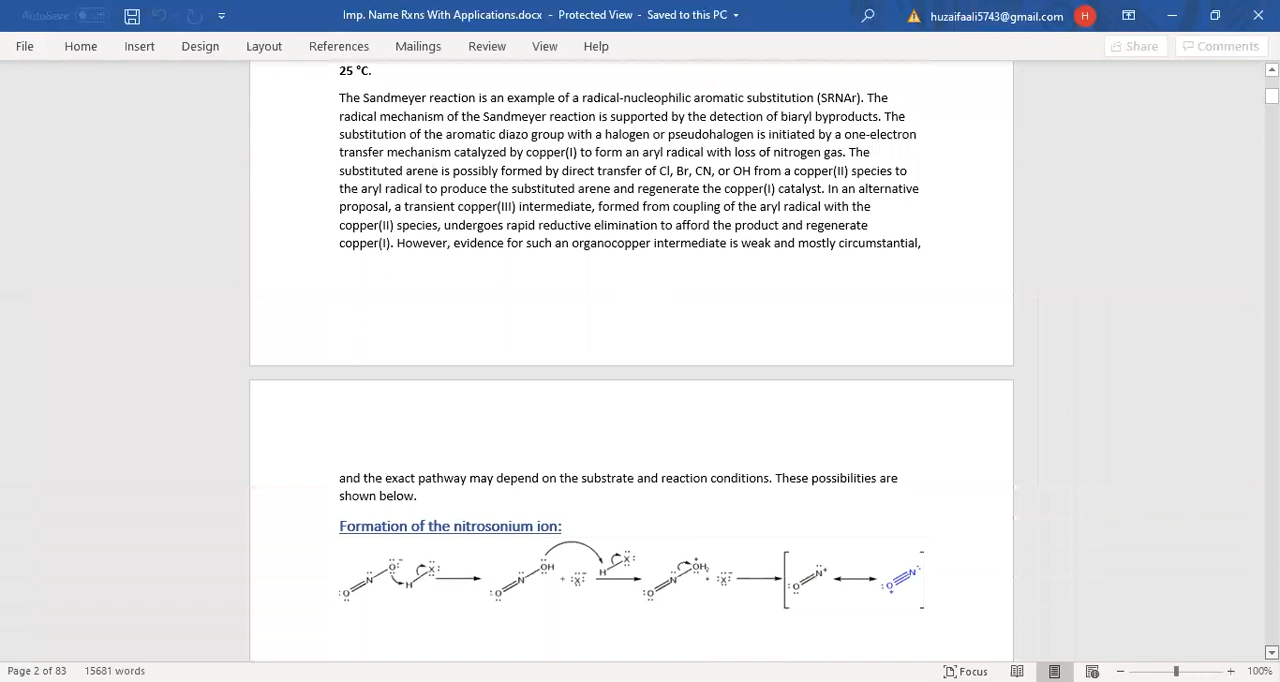 AutoSave
Imp. Name Rxns With Applications.docx - Protected View - Saved to this PC
huzaifaali5743@gmail.com
H
File Home Insert Design Layout References Mailings Review View Help
Share Comments
25 °C.
The Sandmeyer reaction is an example of a radical-nucleophilic aromatic substitution (SRNAr). The
radical mechanism of the Sandmeyer reaction is supported by the detection of biaryl byproducts. The
substitution of the aromatic diazo group with a halogen or pseudohalogen is initiated by a one-electron
transfer mechanism catalyzed by copper(I) to form an aryl radical with loss of nitrogen gas. The
substituted arene is possibly formed by direct transfer of Cl, Br, CN, or OH from a copper(II) species to
the aryl radical to produce the substituted arene and regenerate the copper(I) catalyst. In an alternative
proposal, a transient copper(III) intermediate, formed from coupling of the aryl radical with the
copper(II) species, undergoes rapid reductive elimination to afford the product and regenerate
copper(I). However, evidence for such an organocopper intermediate is weak and mostly circumstantial,
and the exact pathway may depend on the substrate and reaction conditions. These possibilities are
shown below.
Formation of the nitrosonium ion:
:O N O:⁻ H X: :O N OH + :X:⁻ H X: :O N OH₂⁺ + :X:⁻ :O N⁺ :O⁺ N:
Page 2 of 83 15681 words
Focus
100%